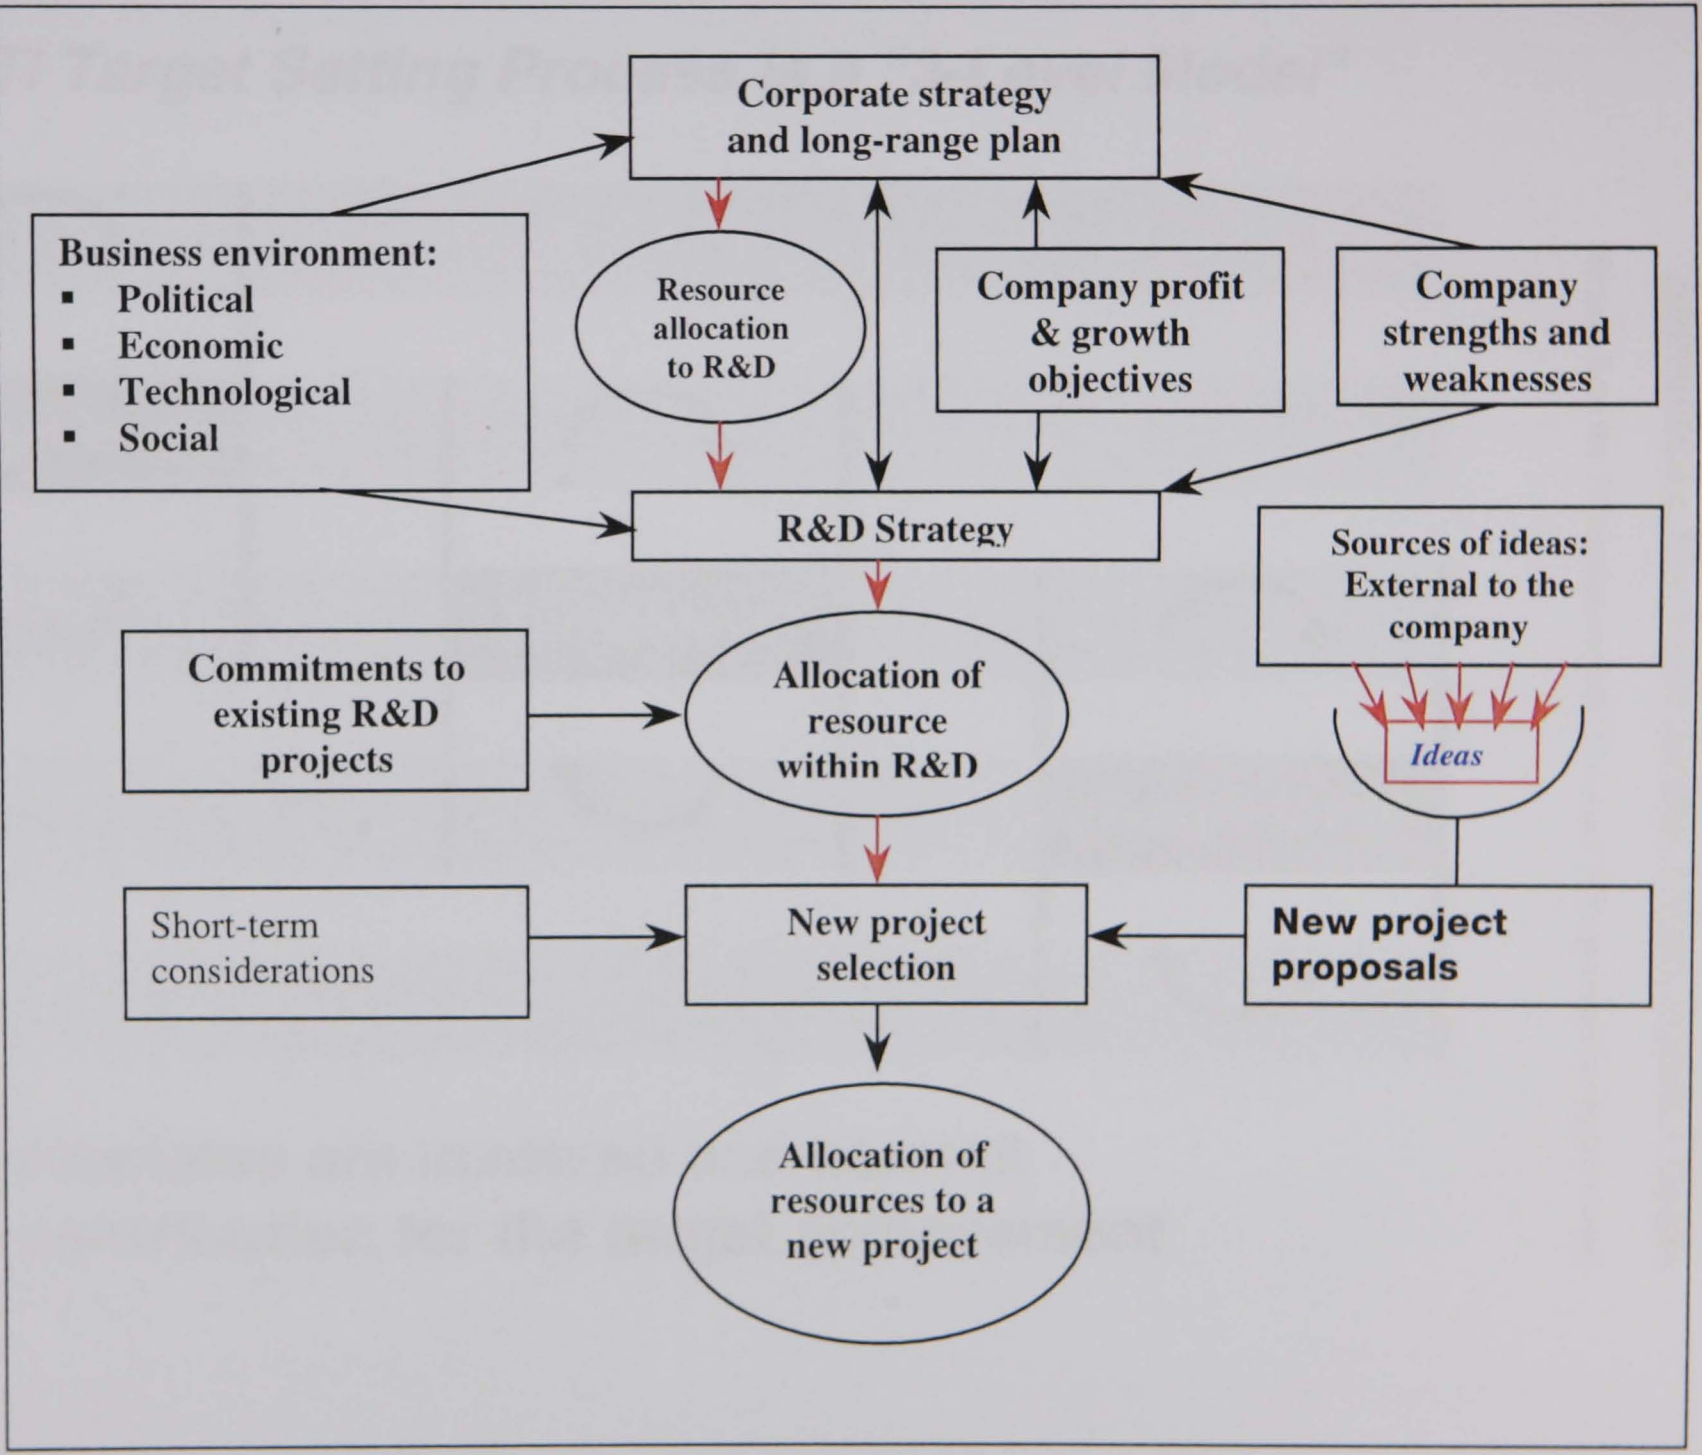 Corporate strategy
and long-range plan
Business environment:
▪ Political
▪ Economic
▪ Technological
▪ Social
Resource
allocation
to R&D
Company profit
& growth
objectives
Company
strengths and
weaknesses
R&D Strategy
Sources of ideas:
External to the
company
Commitments to
existing R&D
projects
Allocation of
resource
within R&D
Ideas
Short-term
considerations
New project
selection
New project
proposals
Allocation of
resources to a
new project